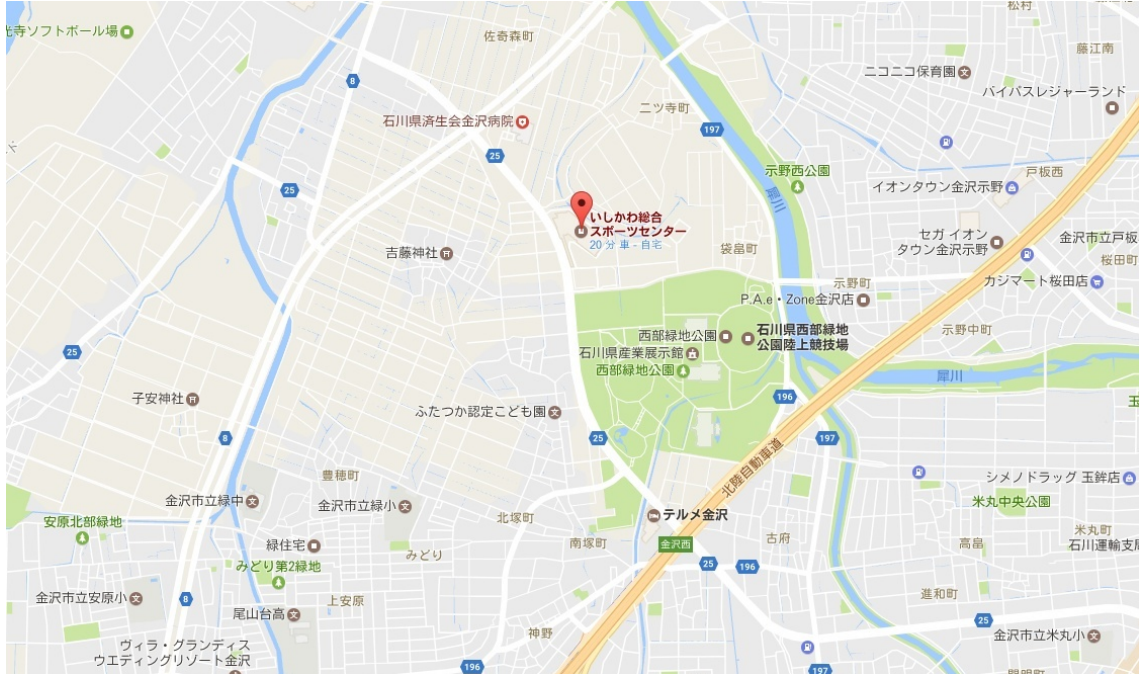 松村
光寺ソフトボール場
佐奇森町
藤江南
ニコニコ保育園
8
バイパスレジャーランド
二ツ寺町
石川県済生会金沢病院
197
25
示野西公園
戸板西
25
イオンタウン金沢示野
犀川
いしかわ総合
スポーツセンター
20 分 車 - 自宅
セガ イオン
タウン金沢示野
金沢市立戸板
吉藤神社
袋畠町
桜田町
示野町
カジマート桜田店
P.A.e・Zone金沢店
西部緑地公園
石川県西部緑地
公園陸上競技場
示野中町
25
石川県産業展示館
西部緑地公園
犀川
子安神社
196
玉
ふたつか認定こども園
8
25
197
北陸自動車道
豊穂町
シメノドラッグ 玉鉾店
金沢市立緑中
金沢市立緑小
米丸中央公園
安原北部緑地
北塚町
テルメ金沢
米丸町
緑住宅
みどり
南塚町
金沢西
古府
高畠
石川運輸支局
みどり第2緑地
25
196
金沢市立安原小
8
上安原
進和町
尾山台高
25
神野
金沢市立米丸小
ヴィラ・グランディス
ウエディングリゾート金沢
196
197